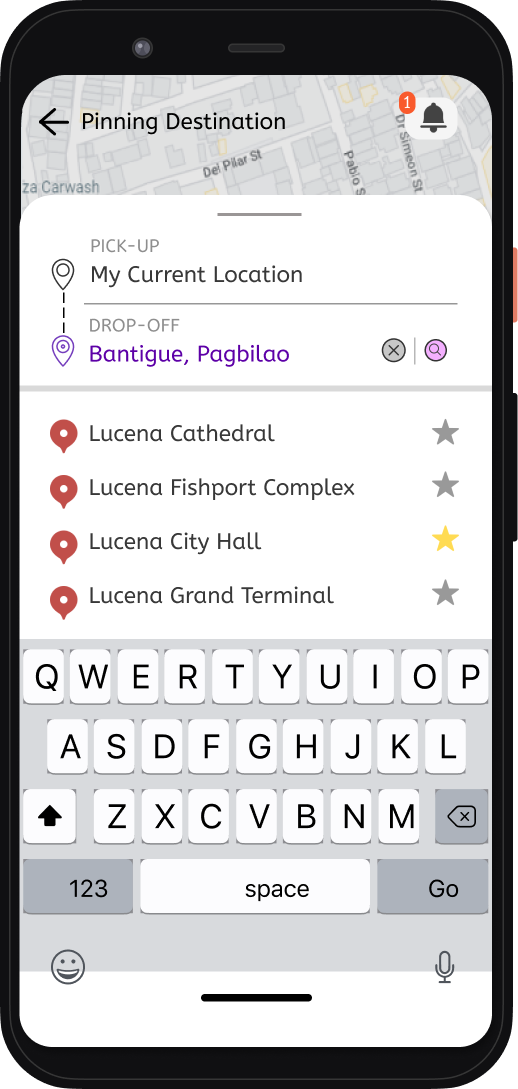 1
Pinning Destination
Dr Simeon St
Del Pilar St
Pablo S
za Carwash
PICK-UP
My Current Location
DROP-OFF
Bantigue, Pagbilao
Lucena Cathedral
Lucena Fishport Complex
Lucena City Hall
Lucena Grand Terminal
Q W E R T Y U I O P
A S D F G H J K L
Z X C V B N M
123 space Go